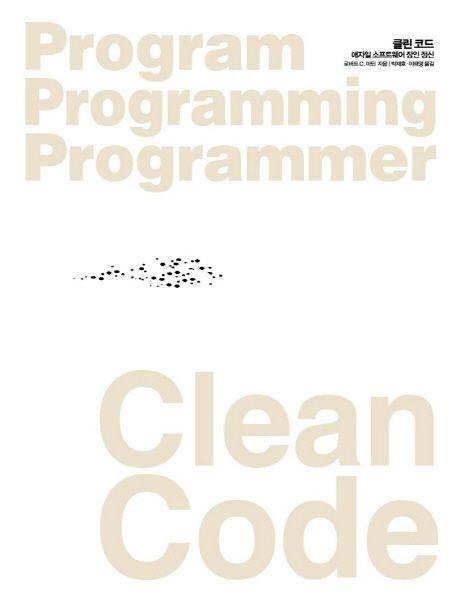 Program
Programming
Programmer
클린 코드
애자일 소프트웨어 장인 정신
로버트 C. 마틴 지음 | 박재호·이해영 옮김
Clean
Code